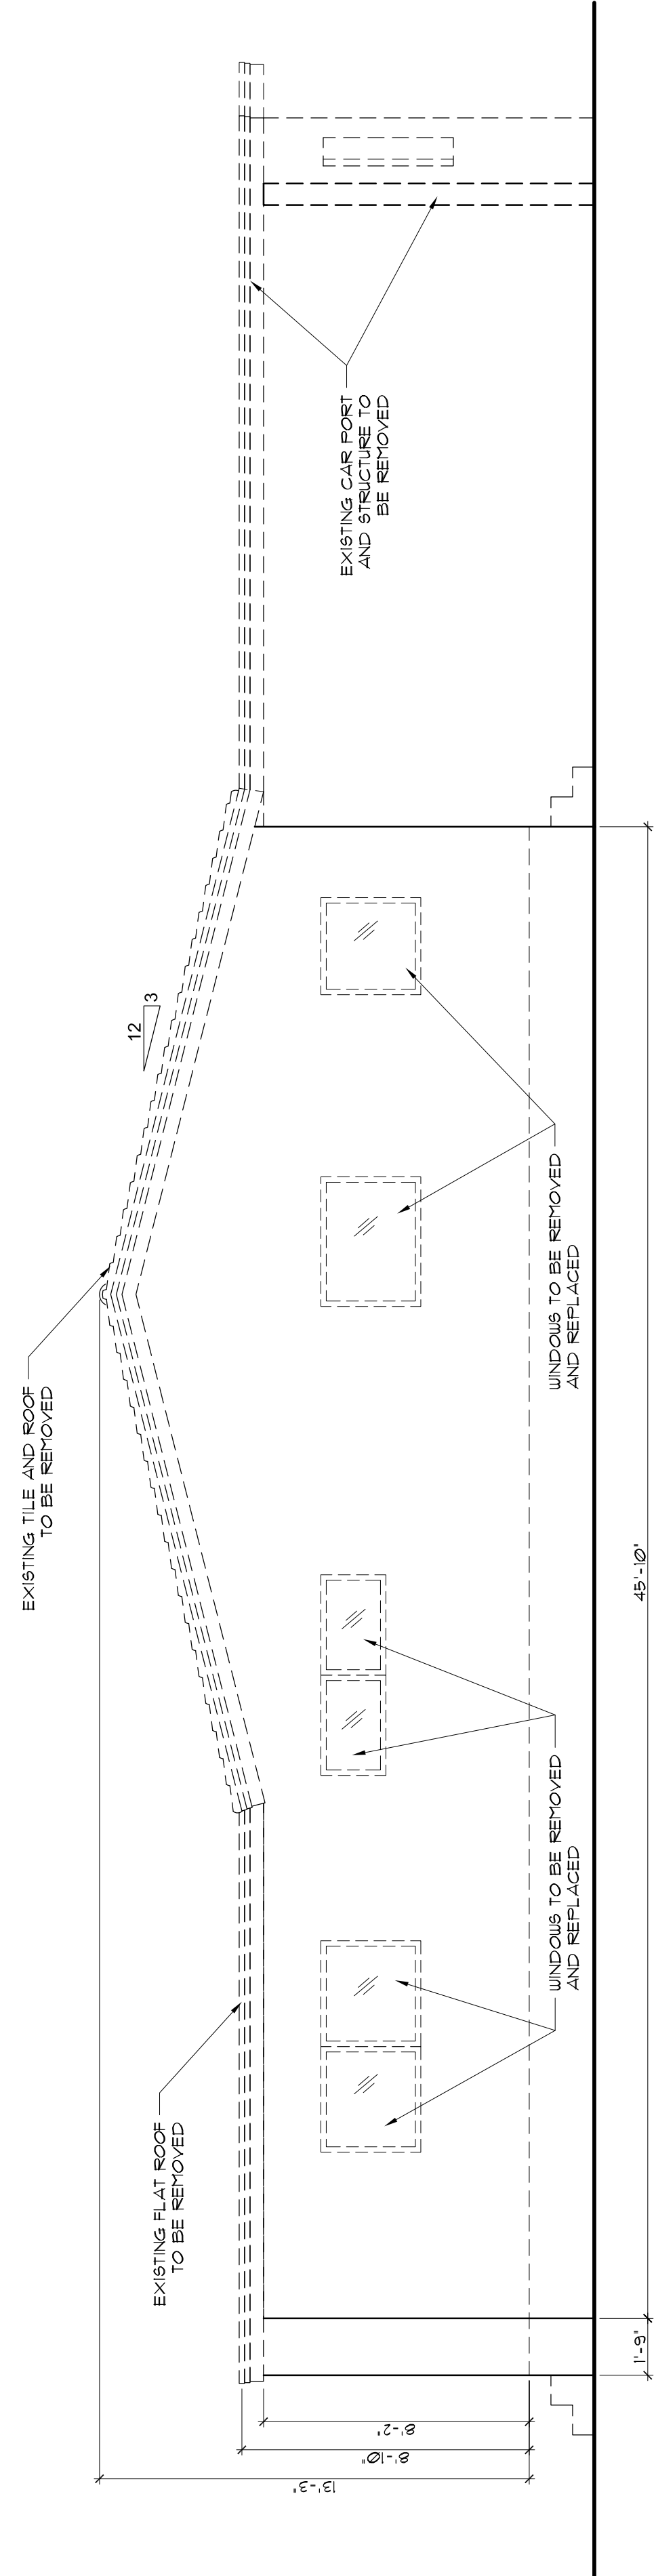 EXISTING TILE AND ROOF
TO BE REMOVED
EXISTING FLAT ROOF
TO BE REMOVED
12
3
EXISTING CAR PORT
AND STRUCTURE TO
BE REMOVED
WINDOWS TO BE REMOVED
AND REPLACED
WINDOWS TO BE REMOVED
AND REPLACED
13'-3"
8'-10"
8'-2"
1'-9"
45'-10"